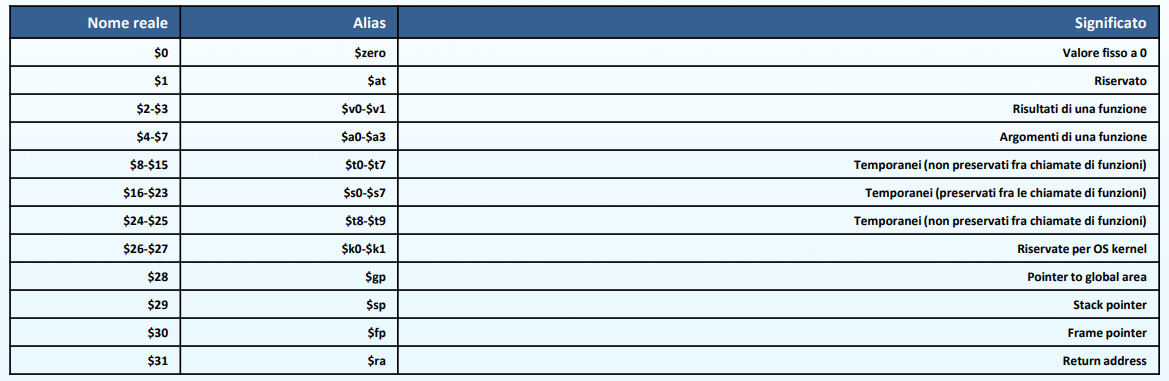 Nome reale Alias Significato
$0 $zero Valore fisso a 0
$1 $at Riservato
$2-$3 $v0-$v1 Risultati di una funzione
$4-$7 $a0-$a3 Argomenti di una funzione
$8-$15 $t0-$t7 Temporanei (non preservati fra chiamate di funzioni)
$16-$23 $s0-$s7 Temporanei (preservati fra le chiamate di funzioni)
$24-$25 $t8-$t9 Temporanei (non preservati fra chiamate di funzioni)
$26-$27 $k0-$k1 Riservate per OS kernel
$28 $gp Pointer to global area
$29 $sp Stack pointer
$30 $fp Frame pointer
$31 $ra Return address